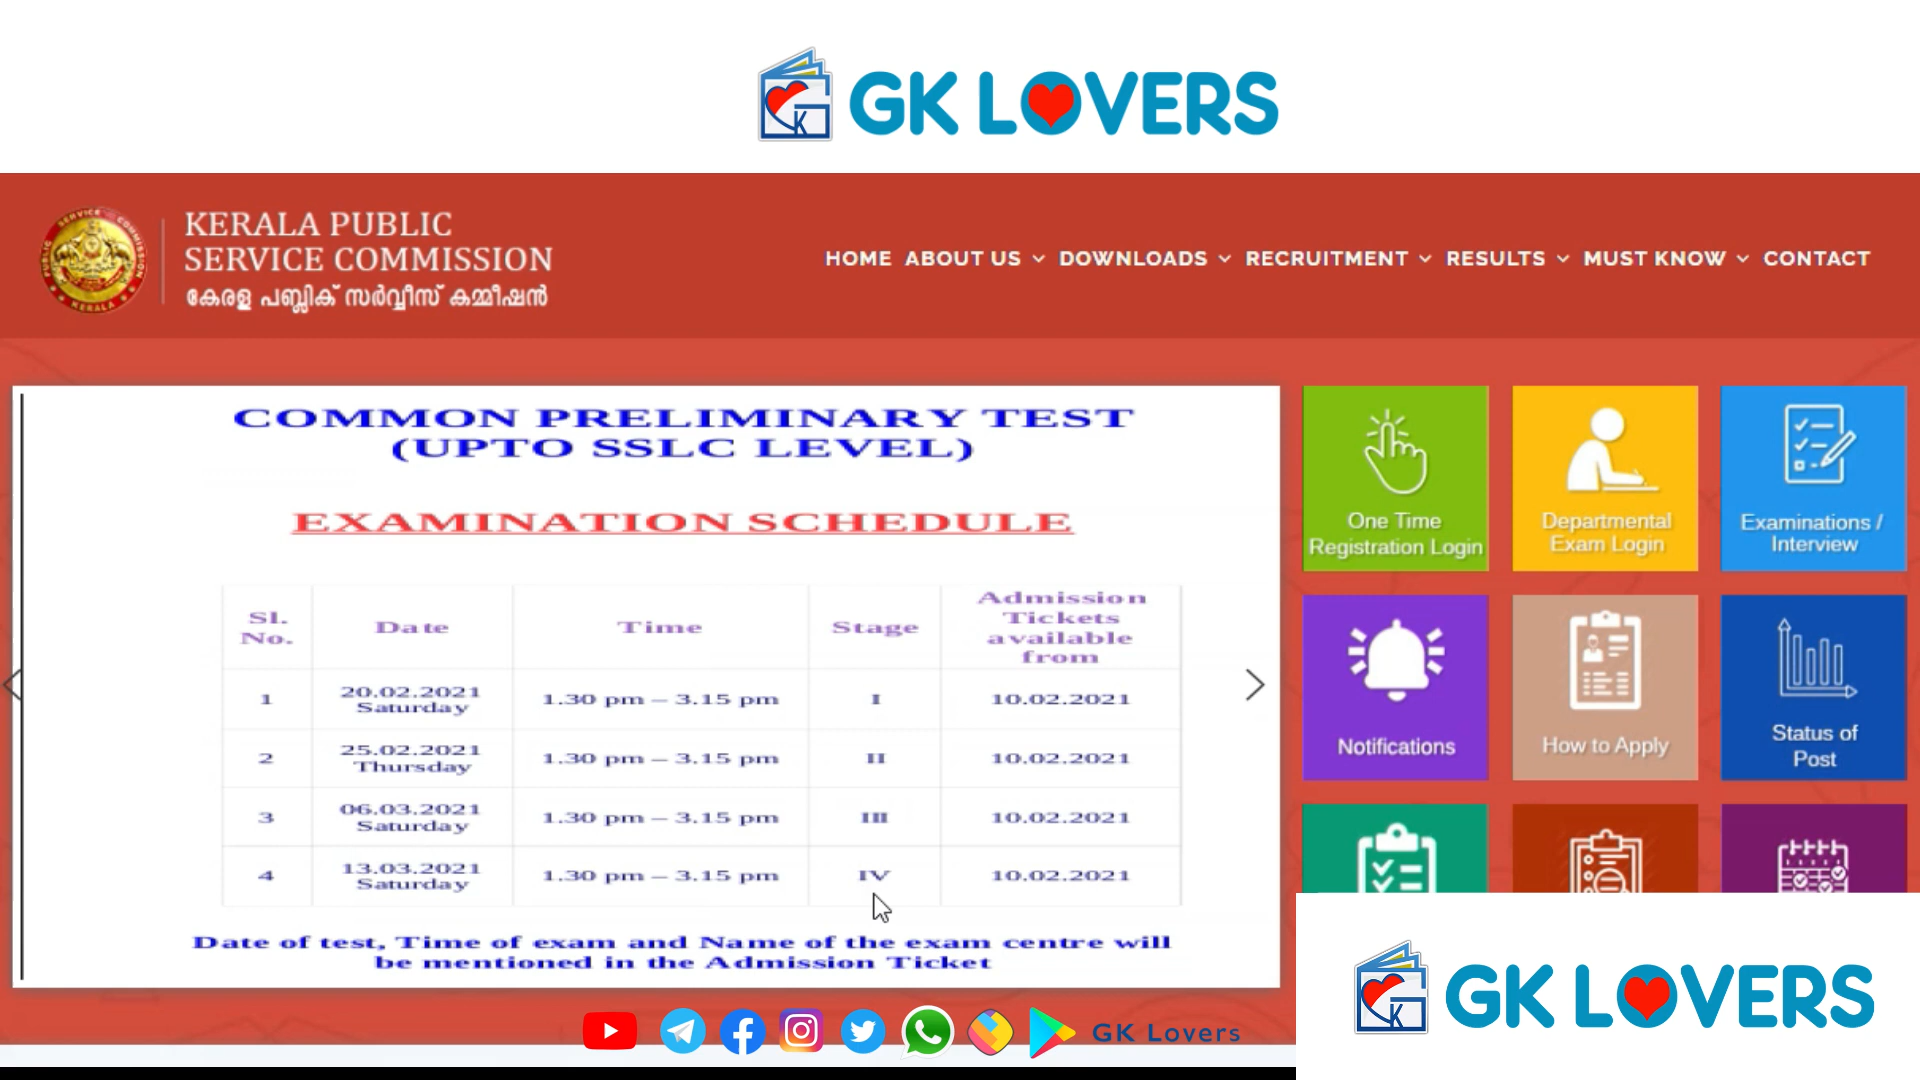 GK LOVERS
KERALA PUBLIC
SERVICE COMMISSION
കേരള പബ്ലിക് സർവ്വീസ് കമ്മീഷൻ
HOME ABOUT US DOWNLOADS RECRUITMENT RESULTS MUST KNOW CONTACT
COMMON PRELIMINARY TEST
(UPTO SSLC LEVEL)
EXAMINATION SCHEDULE
Sl. No. Date Time Stage Admission Tickets available from
1 20.02.2021 Saturday 1.30 pm – 3.15 pm I 10.02.2021
2 25.02.2021 Thursday 1.30 pm – 3.15 pm II 10.02.2021
3 06.03.2021 Saturday 1.30 pm – 3.15 pm III 10.02.2021
4 13.03.2021 Saturday 1.30 pm – 3.15 pm IV 10.02.2021
Date of test, Time of exam and Name of the exam centre will
be mentioned in the Admission Ticket
One Time
Registration Login
Departmental
Exam Login
Examinations /
Interview
Notifications
How to Apply
Status of
Post
GK Lovers
GK LOVERS